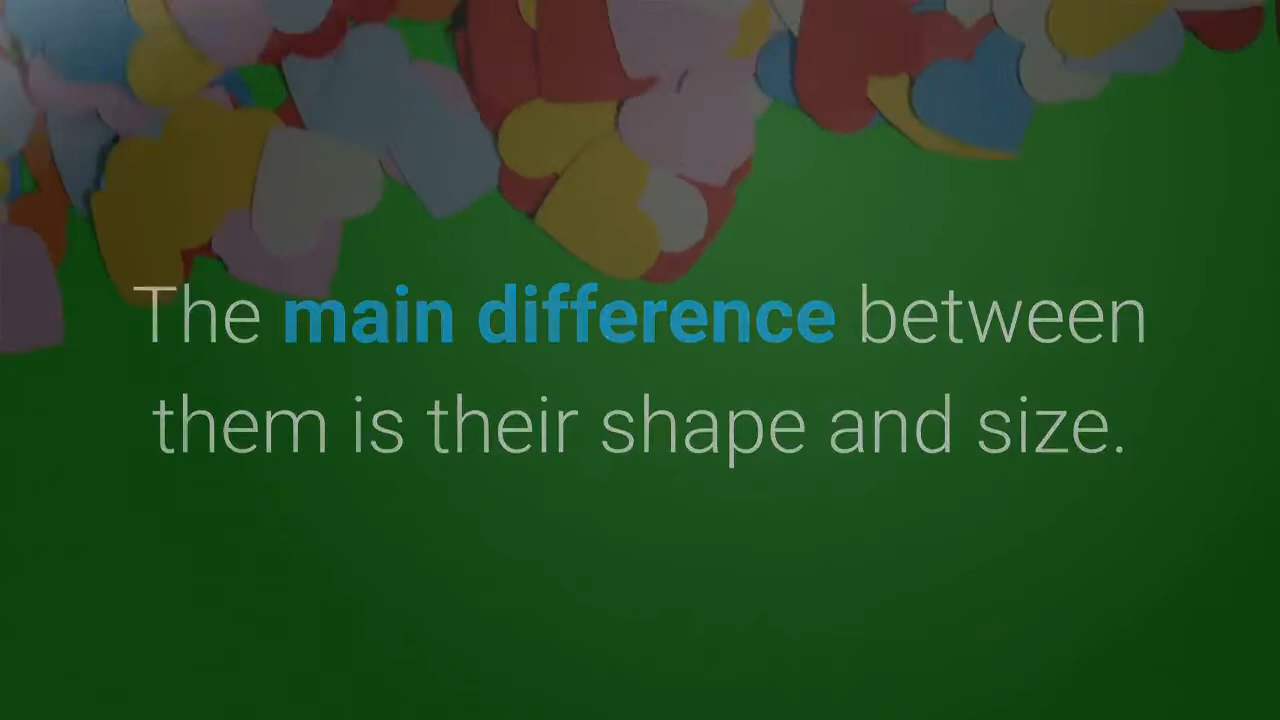 The main difference between
them is their shape and size.